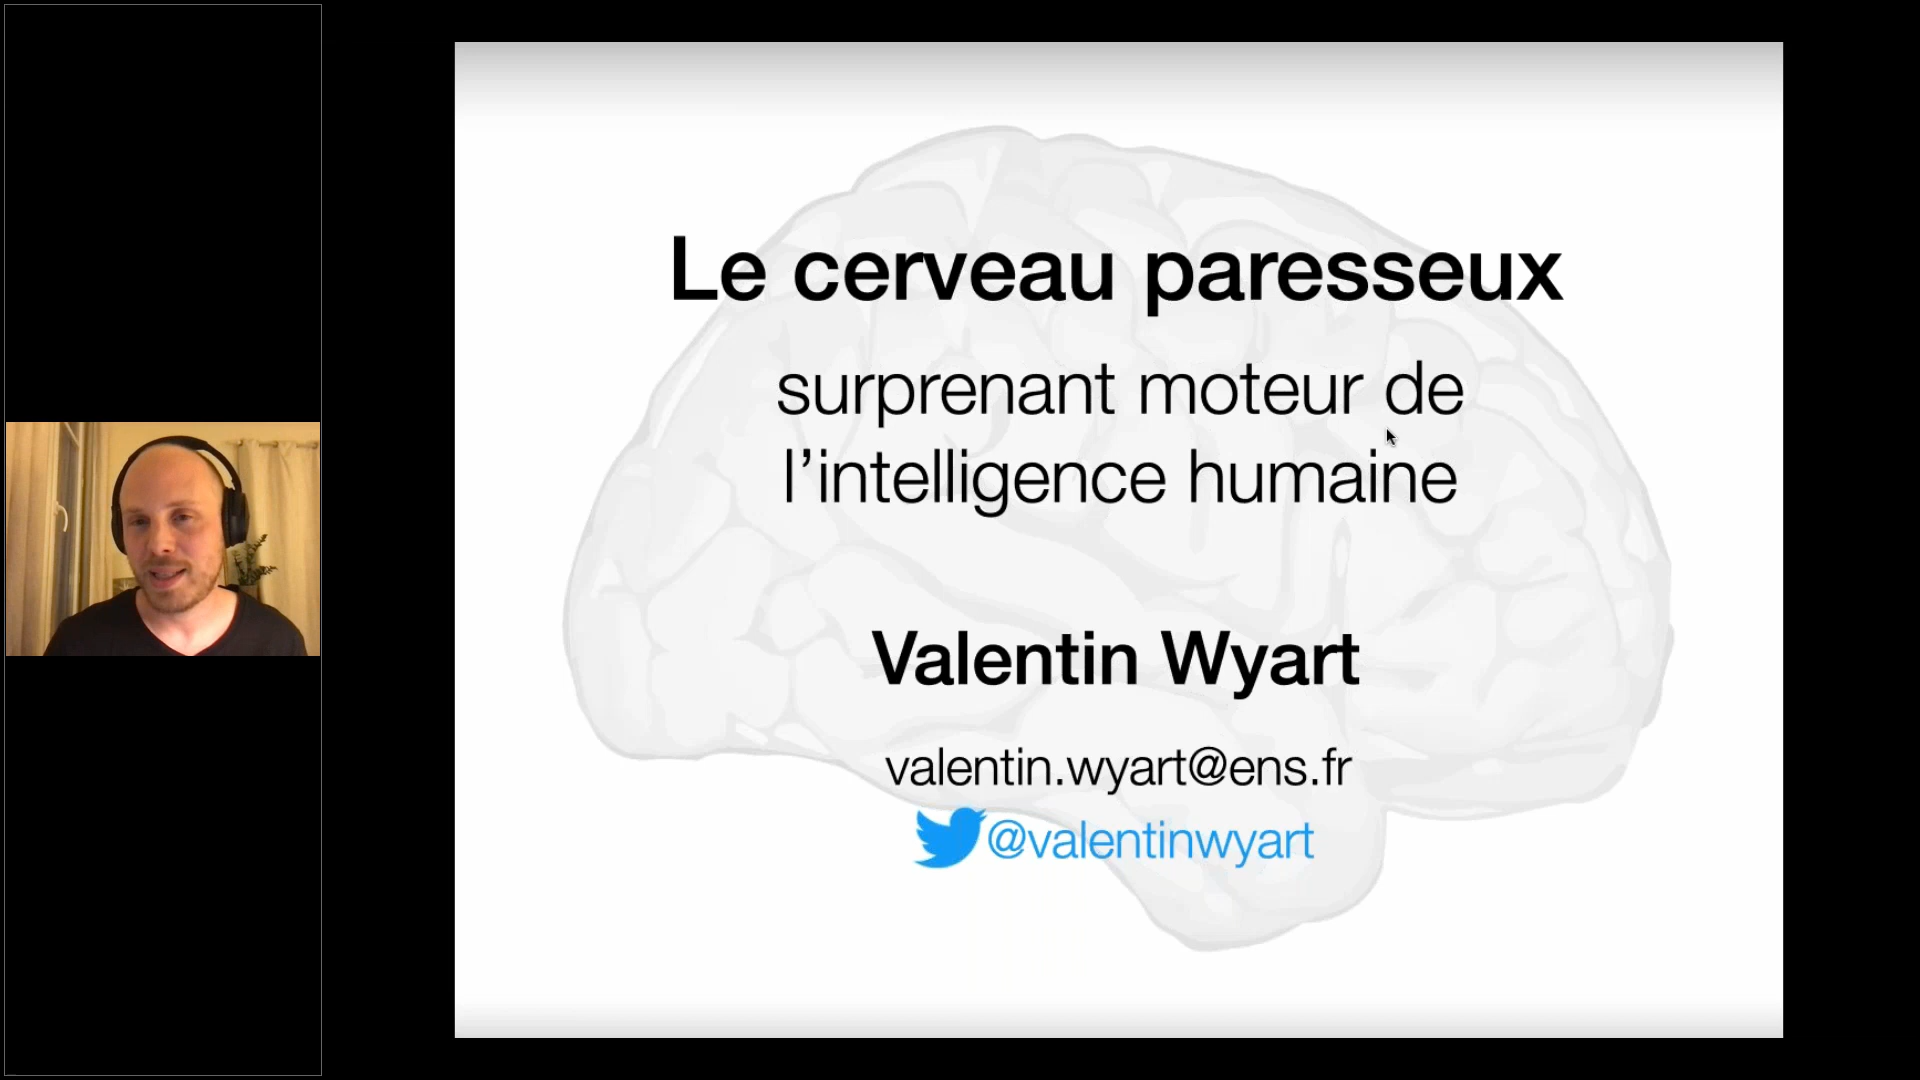 Le cerveau paresseux
surprenant moteur de
l’intelligence humaine
Valentin Wyart
valentin.wyart@ens.fr
@valentinwyart